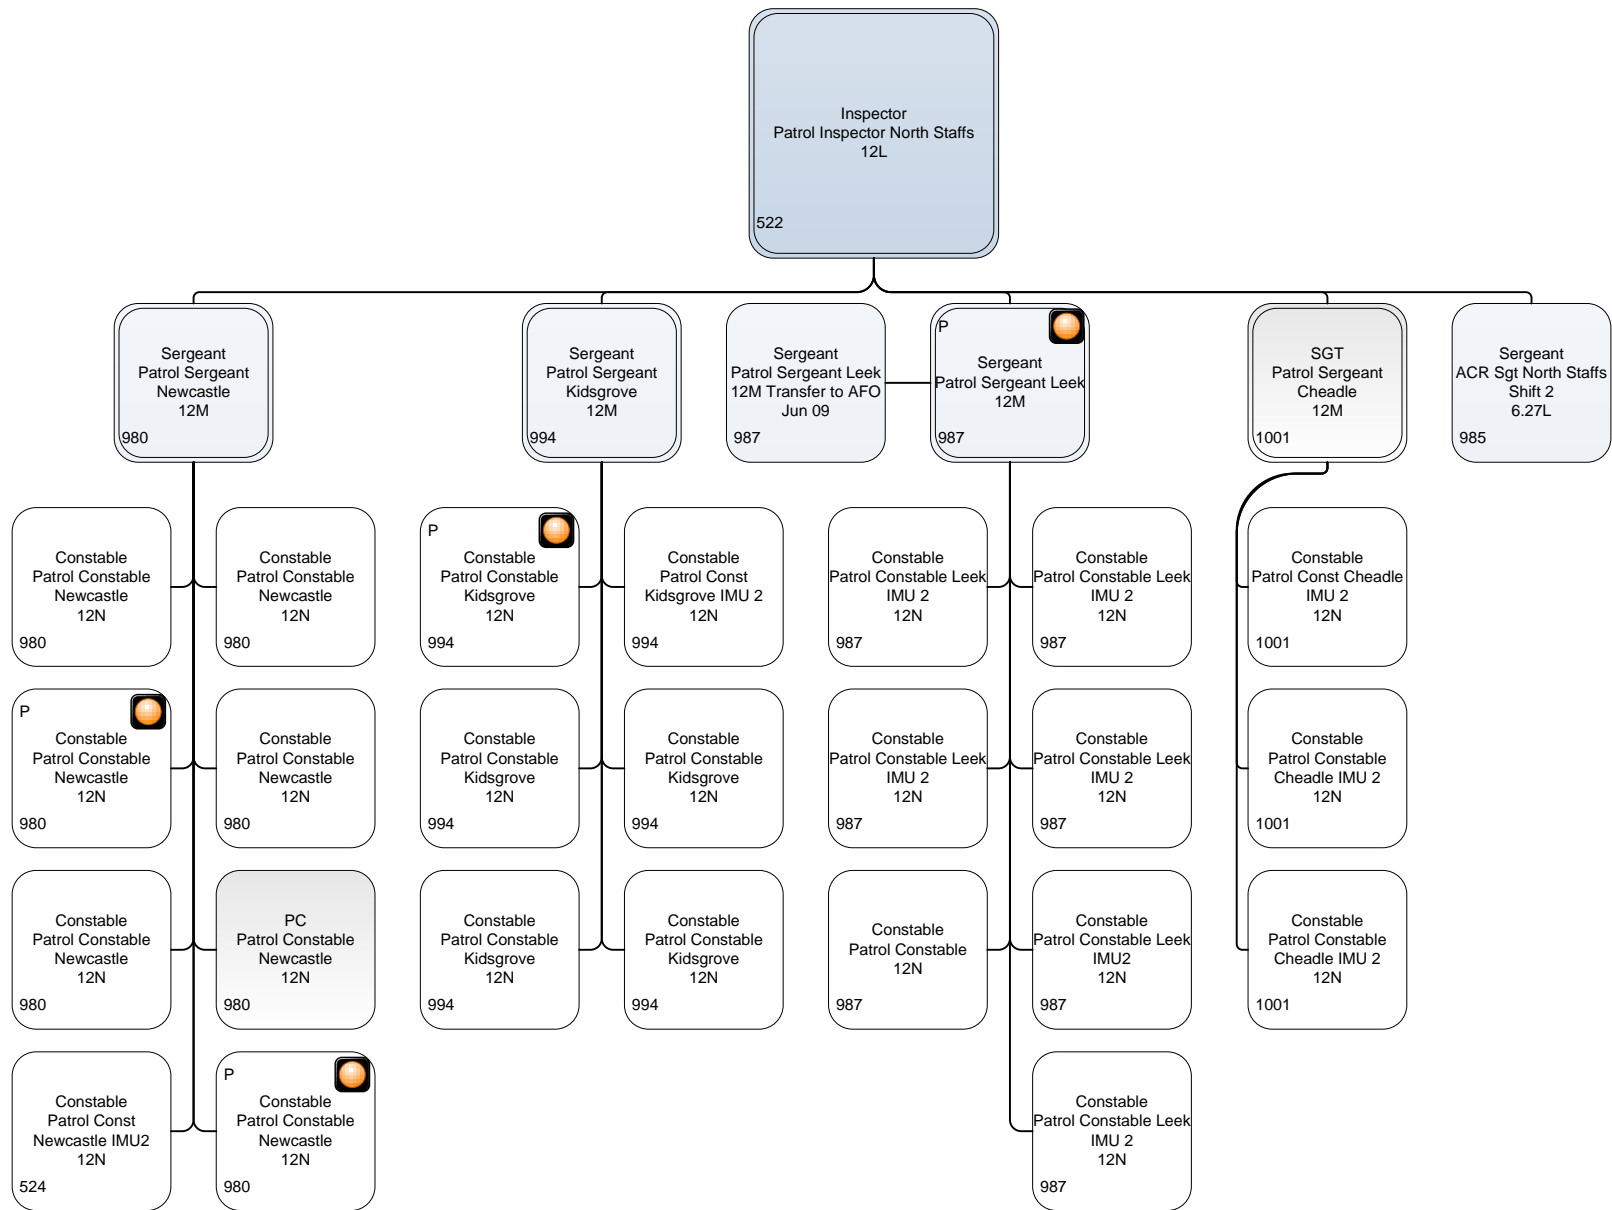 Inspector
Patrol Inspector North Staffs
12L
522
Sergeant
Patrol Sergeant
Newcastle
12M
980
Sergeant
Patrol Sergeant
Kidsgrove
12M
994
Sergeant
Patrol Sergeant Leek
12M Transfer to AFO
Jun 09
987
P
Sergeant
Patrol Sergeant Leek
12M
987
SGT
Patrol Sergeant
Cheadle
12M
1001
Sergeant
ACR Sgt North Staffs
Shift 2
6.27L
985
Constable
Patrol Constable
Newcastle
12N
980
Constable
Patrol Constable
Newcastle
12N
980
P
Constable
Patrol Constable
Kidsgrove
12N
994
Constable
Patrol Const
Kidsgrove IMU 2
12N
994
Constable
Patrol Constable Leek
IMU 2
12N
987
Constable
Patrol Constable Leek
IMU 2
12N
987
Constable
Patrol Const Cheadle
IMU 2
12N
1001
P
Constable
Patrol Constable
Newcastle
12N
980
Constable
Patrol Constable
Newcastle
12N
980
Constable
Patrol Constable
Kidsgrove
12N
994
Constable
Patrol Constable
Kidsgrove
12N
994
Constable
Patrol Constable Leek
IMU 2
12N
987
Constable
Patrol Constable Leek
IMU 2
12N
987
Constable
Patrol Constable
Cheadle IMU 2
12N
1001
Constable
Patrol Constable
Newcastle
12N
980
PC
Patrol Constable
Newcastle
12N
980
Constable
Patrol Constable
Kidsgrove
12N
994
Constable
Patrol Constable
Kidsgrove
12N
994
Constable
Patrol Constable
12N
987
Constable
Patrol Constable Leek
IMU2
12N
987
Constable
Patrol Constable
Cheadle IMU 2
12N
1001
Constable
Patrol Const
Newcastle IMU2
12N
524
P
Constable
Patrol Constable
Newcastle
12N
980
Constable
Patrol Constable Leek
IMU 2
12N
987